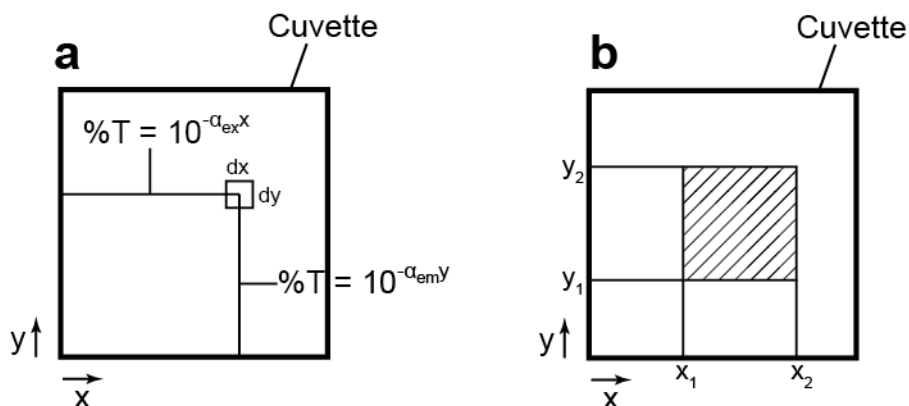 Cuvette
a
%T = 10^-α_ex x
dx
dy
%T = 10^-α_em y
y
x
Cuvette
b
y₂
y₁
y
x
x₁
x₂